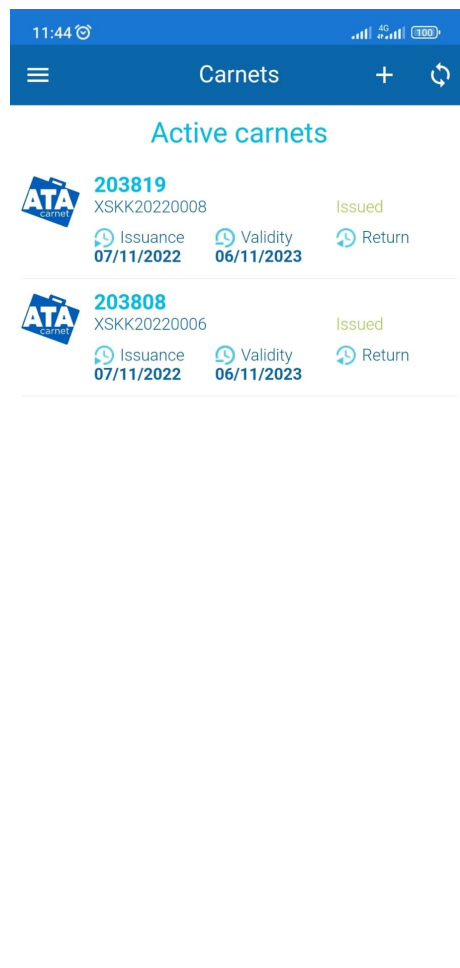 11:44 4G 100
Carnets
Active carnets
ATA carnet
203819
XSKK20220008 Issued
Issuance Validity Return
07/11/2022 06/11/2023
ATA carnet
203808
XSKK20220006 Issued
Issuance Validity Return
07/11/2022 06/11/2023